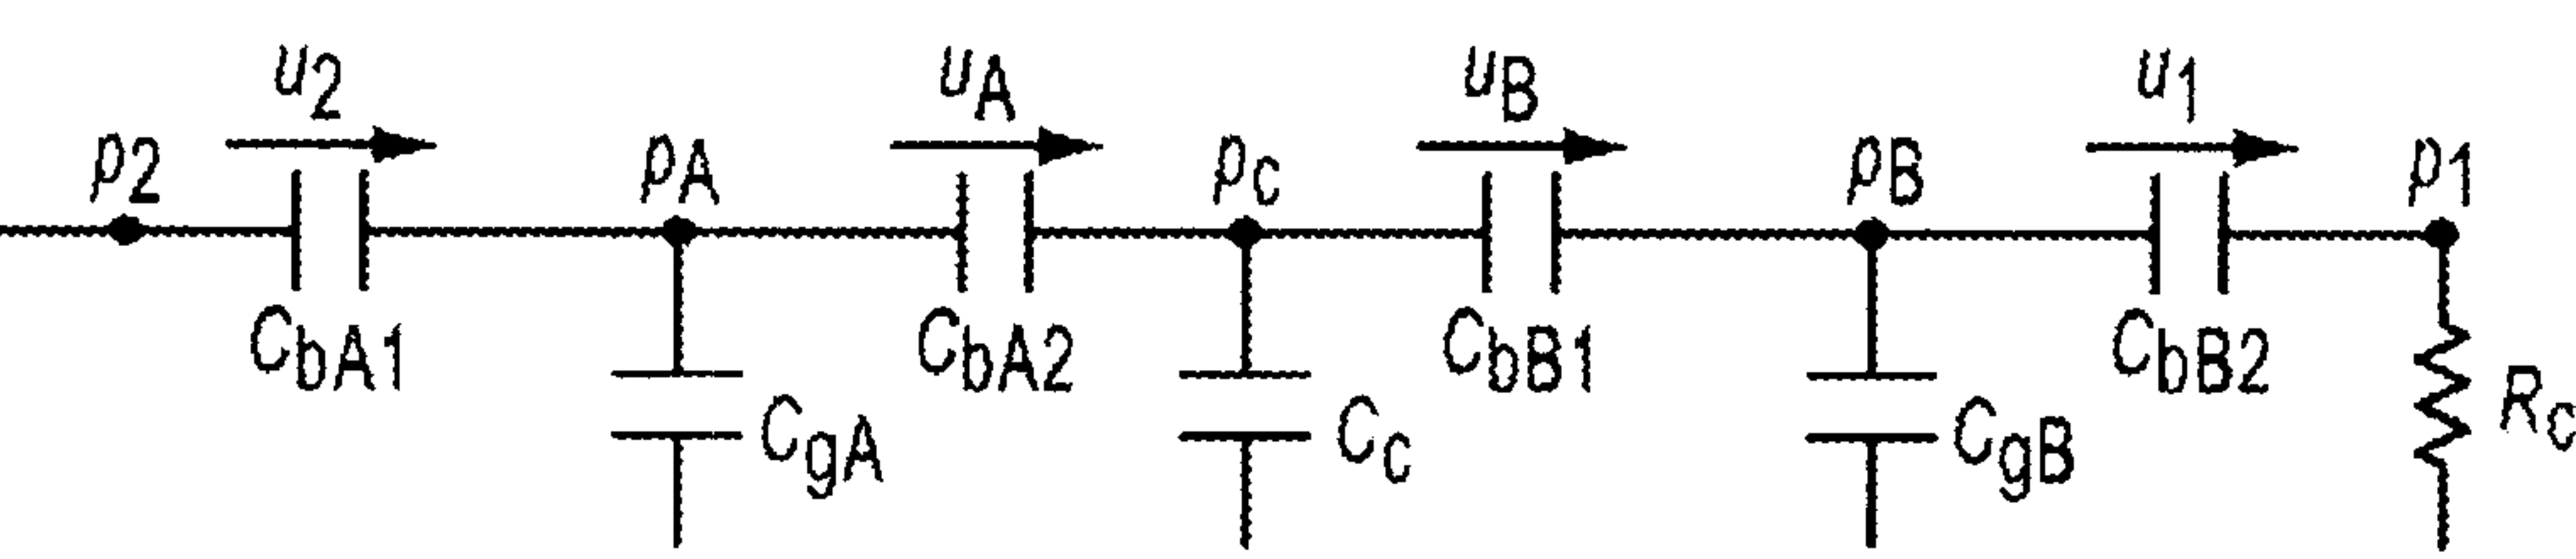 u2 uA uB u1
p2 pA pc pB p1
CbA1 CbA2 CbB1 CbB2
CgA Cc CgB Rc